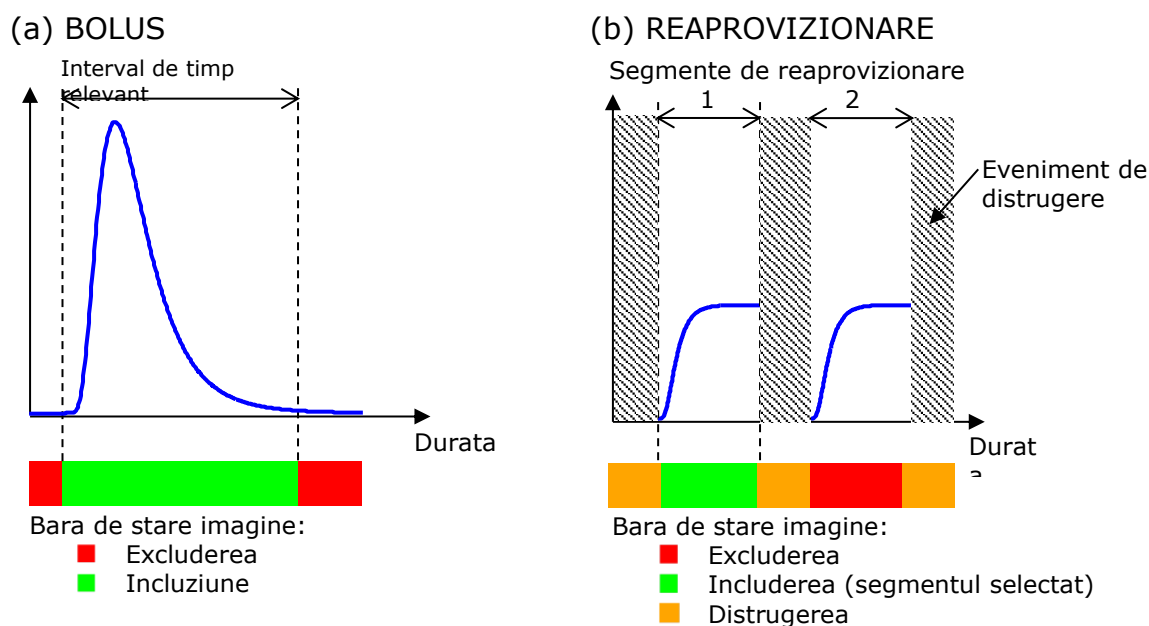 (a) BOLUS
Interval de timp
relevant
Durata
Bara de stare imagine:
Excluderea
Incluziune
(b) REAPROVIZIONARE
Segmente de reaprovizionare
1
2
Eveniment de
distrugere
Durat
a
Bara de stare imagine:
Excluderea
Includerea (segmentul selectat)
Distrugerea